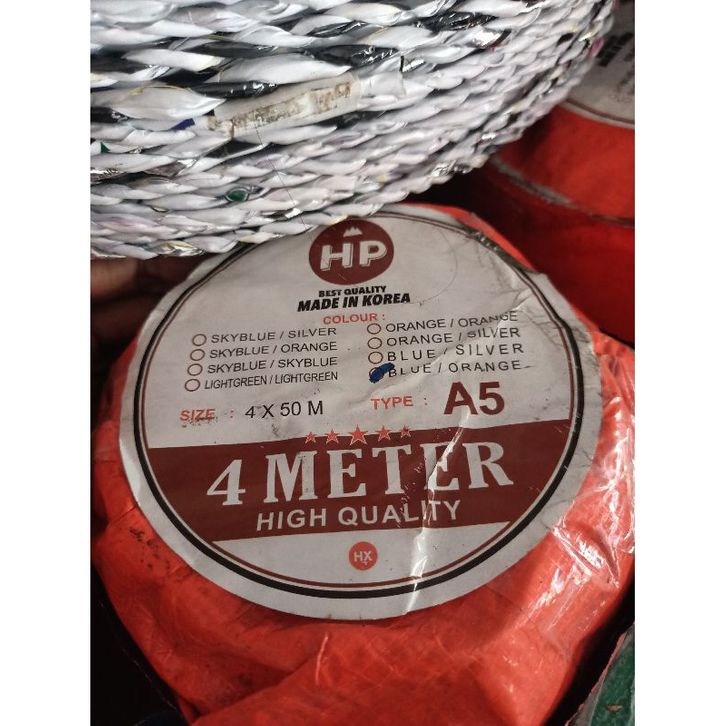 HP
BEST QUALITY
MADE IN KOREA
COLOUR :
SKYBLUE / SILVER
ORANGE / ORANGE
SKYBLUE / ORANGE
ORANGE / SILVER
SKYBLUE / SKYBLUE
BLUE / SILVER
LIGHTGREEN / LIGHTGREEN
BLUE / ORANGE
SIZE : 4 X 50 M TYPE : A5
4 METER
HIGH QUALITY
HX